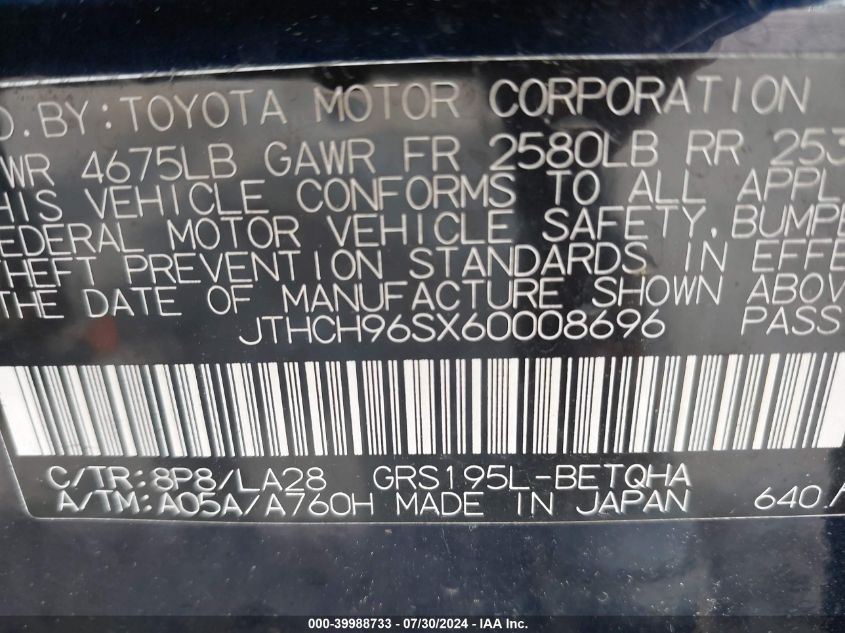 D.BY:TOYOTA MOTOR CORPORATION
WR 4675LB GAWR FR 2580LB RR 253
HIS VEHICLE CONFORMS TO ALL APPL
EDERAL MOTOR VEHICLE SAFETY, BUMPE
THEFT PREVENTION STANDARDS IN EFFE
THE DATE OF MANUFACTURE SHOWN ABOV
JTHCH96SX60008696 PASS
C/TR:8P8/LA28 GRS195L-BETQHA
A/TM:A05A/A760H MADE IN JAPAN 640A
000-39988733 / 07/30/2024 - IAA Inc.